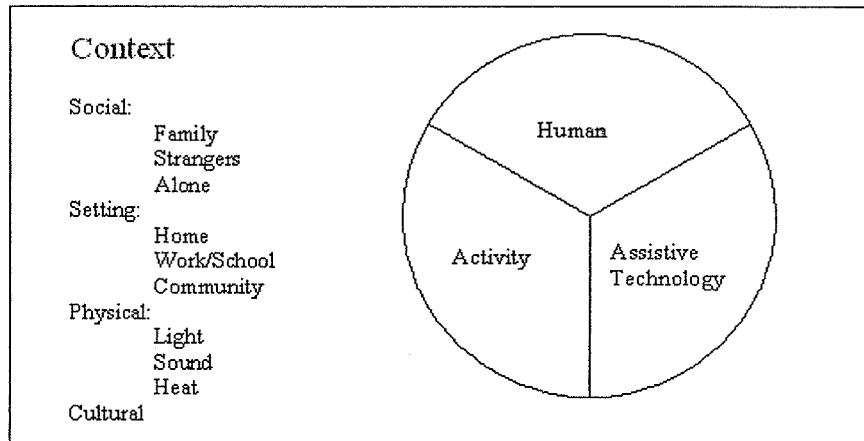 Context
Social:
Family
Strangers
Alone
Setting:
Home
Work/School
Community
Physical:
Light
Sound
Heat
Cultural
Human
Activity
Assistive
Technology